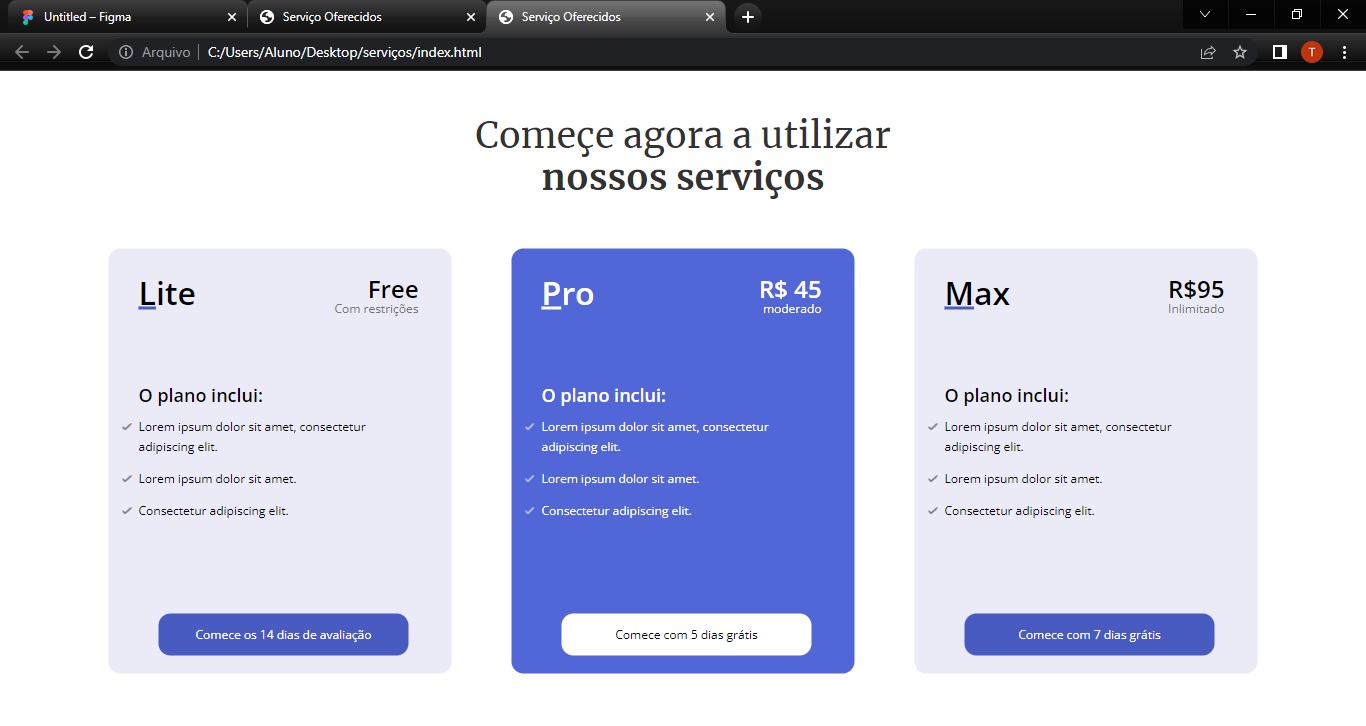 Untitled – Figma
Serviço Oferecidos
Serviço Oferecidos
Arquivo
C:/Users/Aluno/Desktop/serviços/index.html
T
Começe agora a utilizar
nossos serviços
Lite
Free
Com restrições
O plano inclui:
Lorem ipsum dolor sit amet, consectetur
adipiscing elit.
Lorem ipsum dolor sit amet.
Consectetur adipiscing elit.
Comece os 14 dias de avaliação
Pro
R$ 45
moderado
O plano inclui:
Lorem ipsum dolor sit amet, consectetur
adipiscing elit.
Lorem ipsum dolor sit amet.
Consectetur adipiscing elit.
Comece com 5 dias grátis
Max
R$95
Inlimitado
O plano inclui:
Lorem ipsum dolor sit amet, consectetur
adipiscing elit.
Lorem ipsum dolor sit amet.
Consectetur adipiscing elit.
Comece com 7 dias grátis